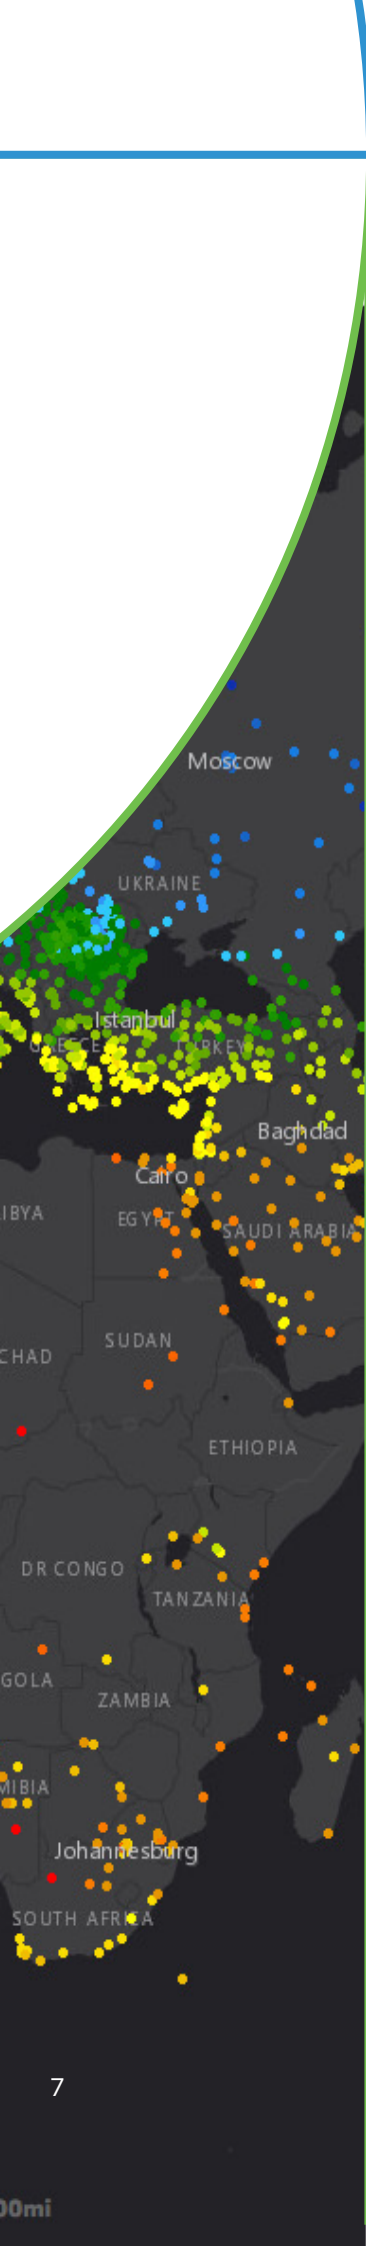 Moscow
UKRAINE
Istanbul
GREECE
RKEY
Baghdad
Cairo
IBYA
EGYPT
SAUDI ARABIA
SUDAN
CHAD
ETHIOPIA
DR CONGO
TANZANIA
GOLA
ZAMBIA
MIBIA
Johannesburg
SOUTH AFRICA
7
00mi